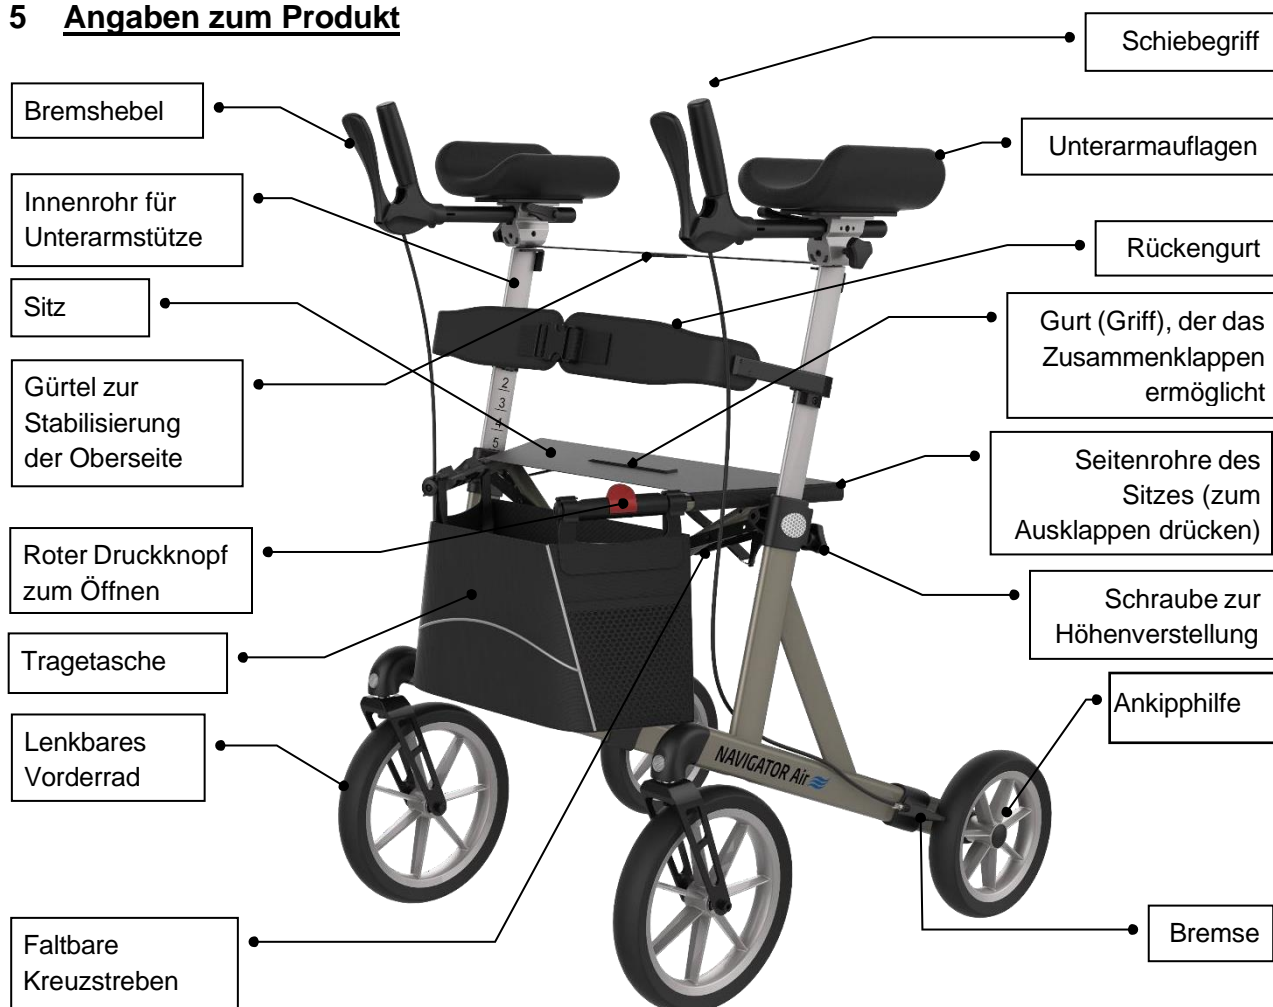 5 Angaben zum Produkt
Schiebegriff
Bremshebel
Unterarmauflagen
Innenrohr für
Unterarmstütze
Rückengurt
Sitz
Gurt (Griff), der das
Zusammenklappen
ermöglicht
Gürtel zur
Stabilisierung
der Oberseite
2
3
4
5
Seitenrohre des
Sitzes (zum
Ausklappen drücken)
Roter Druckknopf
zum Öffnen
Schraube zur
Höhenverstellung
Tragetasche
Ankipphilfe
Lenkbares
Vorderrad
NAVIGATOR Air
Faltbare
Kreuzstreben
Bremse